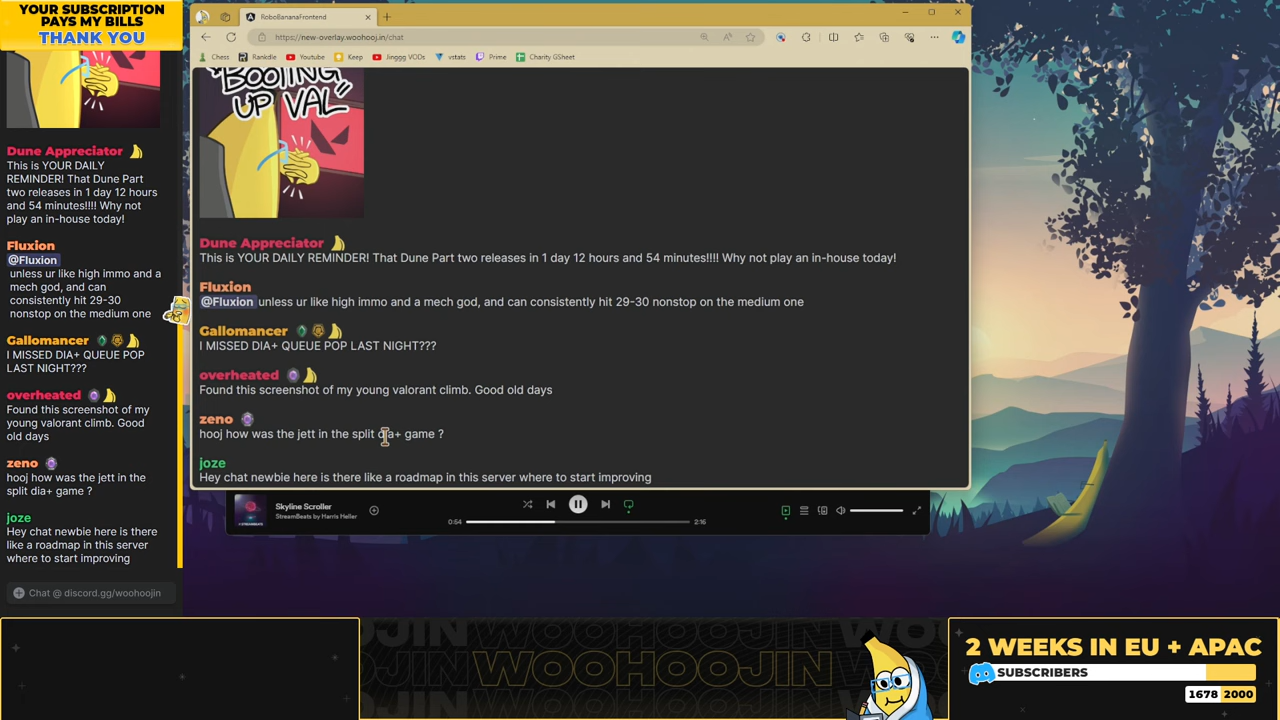 YOUR SUBSCRIPTION
PAYS MY BILLS
THANK YOU
Dune Appreciator
This is YOUR DAILY
REMINDER! That Dune Part
two releases in 1 day 12 hours
and 54 minutes!!!! Why not
play an in-house today!
Fluxion
@Fluxion
unless ur like high immo and a
mech god, and can
consistently hit 29-30
nonstop on the medium one
Gallomancer
I MISSED DIA+ QUEUE POP
LAST NIGHT???
overheated
Found this screenshot of my
young valorant climb. Good
old days
zeno
hooj how was the jett in the
split dia+ game ?
joze
Hey chat newbie here is there
like a roadmap in this server
where to start improving
Chat @ discord.gg/woohoojin
RoboBananaFrontend
https://new-overlay.woohooj.in/chat
Chess
Rankdle
Youtube
Keep
Jinggg VODs
vstats
Prime
Charity GSheet
"BOOTING
UP VAL"
Dune Appreciator
This is YOUR DAILY REMINDER! That Dune Part two releases in 1 day 12 hours and 54 minutes!!!! Why not play an in-house today!
Fluxion
@Fluxion unless ur like high immo and a mech god, and can consistently hit 29-30 nonstop on the medium one
Gallomancer
I MISSED DIA+ QUEUE POP LAST NIGHT???
overheated
Found this screenshot of my young valorant climb. Good old days
zeno
hooj how was the jett in the split dia+ game ?
joze
Hey chat newbie here is there like a roadmap in this server where to start improving
Skyline Scroller
StreamBeats by Harris Heller
0:54
2:16
WOOHOOJIN
2 WEEKS IN EU + APAC
SUBSCRIBERS
1678 2000